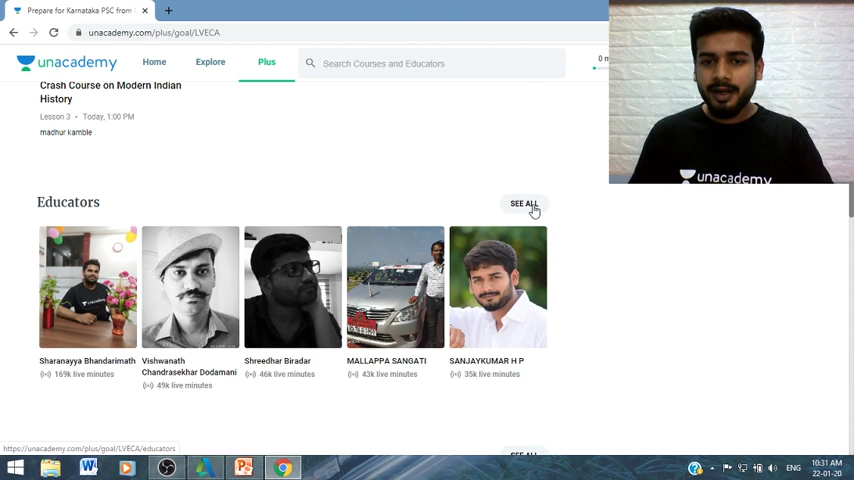 Prepare for Karnataka PSC from
unacademy.com/plus/goal/LVECA
unacademy
Home
Explore
Plus
Search Courses and Educators
0 m
Crash Course on Modern Indian
History
Lesson 3 • Today, 1:00 PM
madhur kamble
unacademy
Educators
SEE ALL
Sharanayya Bhandarimath
169k live minutes
Vishwanath
Chandrasekhar Dodamani
49k live minutes
Shreedhar Biradar
46k live minutes
MALLAPPA SANGATI
43k live minutes
SANJAYKUMAR H P
35k live minutes
https://unacademy.com/plus/goal/LVECA/educators
SEE ALL
ENG
10:31 AM
22-01-20